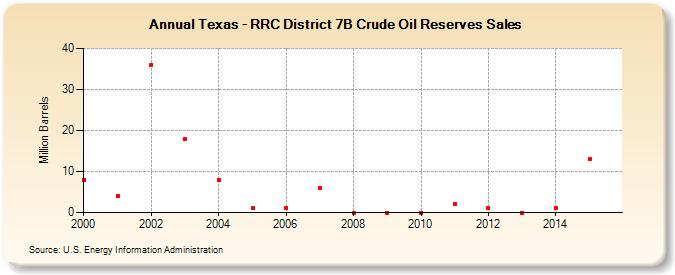 Annual Texas - RRC District 7B Crude Oil Reserves Sales
Million Barrels
40
30
20
10
0
2000 2002 2004 2006 2008 2010 2012 2014
Source: U.S. Energy Information Administration